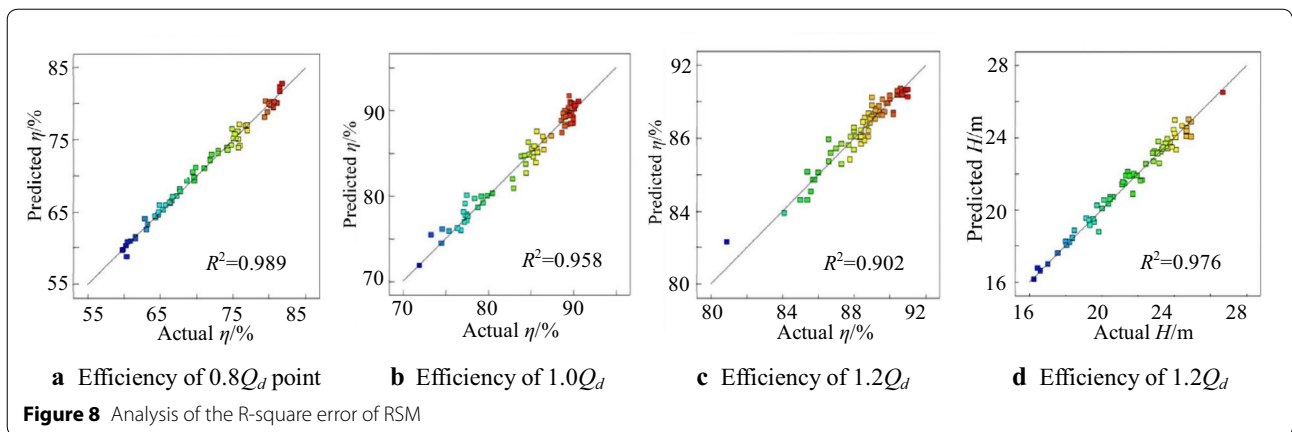 85
75
65
55
Predicted η/%
R²=0.989
55 65 75 85
Actual η/%
a Efficiency of 0.8Qd point
90
80
70
Predicted η/%
R²=0.958
70 80 90
Actual η/%
b Efficiency of 1.0Qd
92
86
84
80
Predicted η/%
R²=0.902
80 84 86 88 92
Actual η/%
c Efficiency of 1.2Qd
28
24
20
16
Predicted H/m
R²=0.976
16 20 24 28
Actual H/m
d Efficiency of 1.2Qd
Figure 8 Analysis of the R-square error of RSM